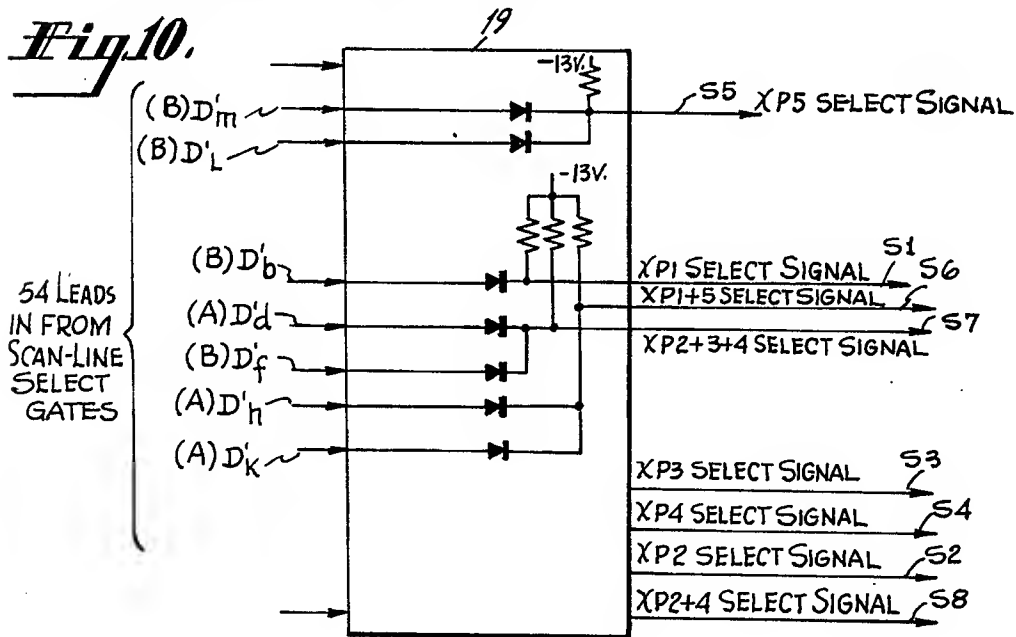 Fig.10.
19
-13V.
(B)D'm
S5
XP5 SELECT SIGNAL
(B)D'L
-13V.
(B)D'b
XP1 SELECT SIGNAL
S1
S6
XP1+5 SELECT SIGNAL
(A)D'd
S7
XP2+3+4 SELECT SIGNAL
(B)D'f
(A)D'h
(A)D'K
54 LEADS
IN FROM
SCAN-LINE
SELECT
GATES
XP3 SELECT SIGNAL
S3
XP4 SELECT SIGNAL
S4
XP2 SELECT SIGNAL
S2
XP2+4 SELECT SIGNAL
S8